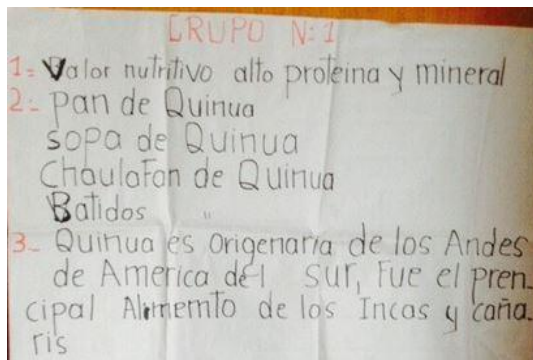 GRUPO N:1
1= Valor nutritivo alto proteina y mineral
2- Pan de Quinua
Sopa de Quinua
Chaulafan de Quinua
Batidos "
3- Quinua es origenaria de los Andes
de America del Sur, Fue el pren-
cipal Alimemto de los Incas y caña-
ris